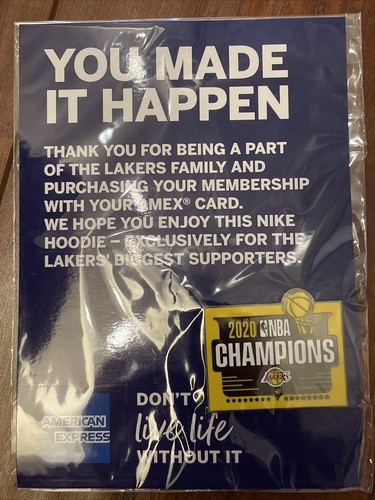 YOU MADE
IT HAPPEN
THANK YOU FOR BEING A PART
OF THE LAKERS FAMILY AND
PURCHASING YOUR MEMBERSHIP
WITH YOUR AMEX® CARD.
WE HOPE YOU ENJOY THIS NIKE
HOODIE – EXCLUSIVELY FOR THE
LAKERS' BIGGEST SUPPORTERS.
2020 NBA
CHAMPIONS
LAKERS
AMERICAN
EXPRESS
DON'T
live life
WITHOUT IT™